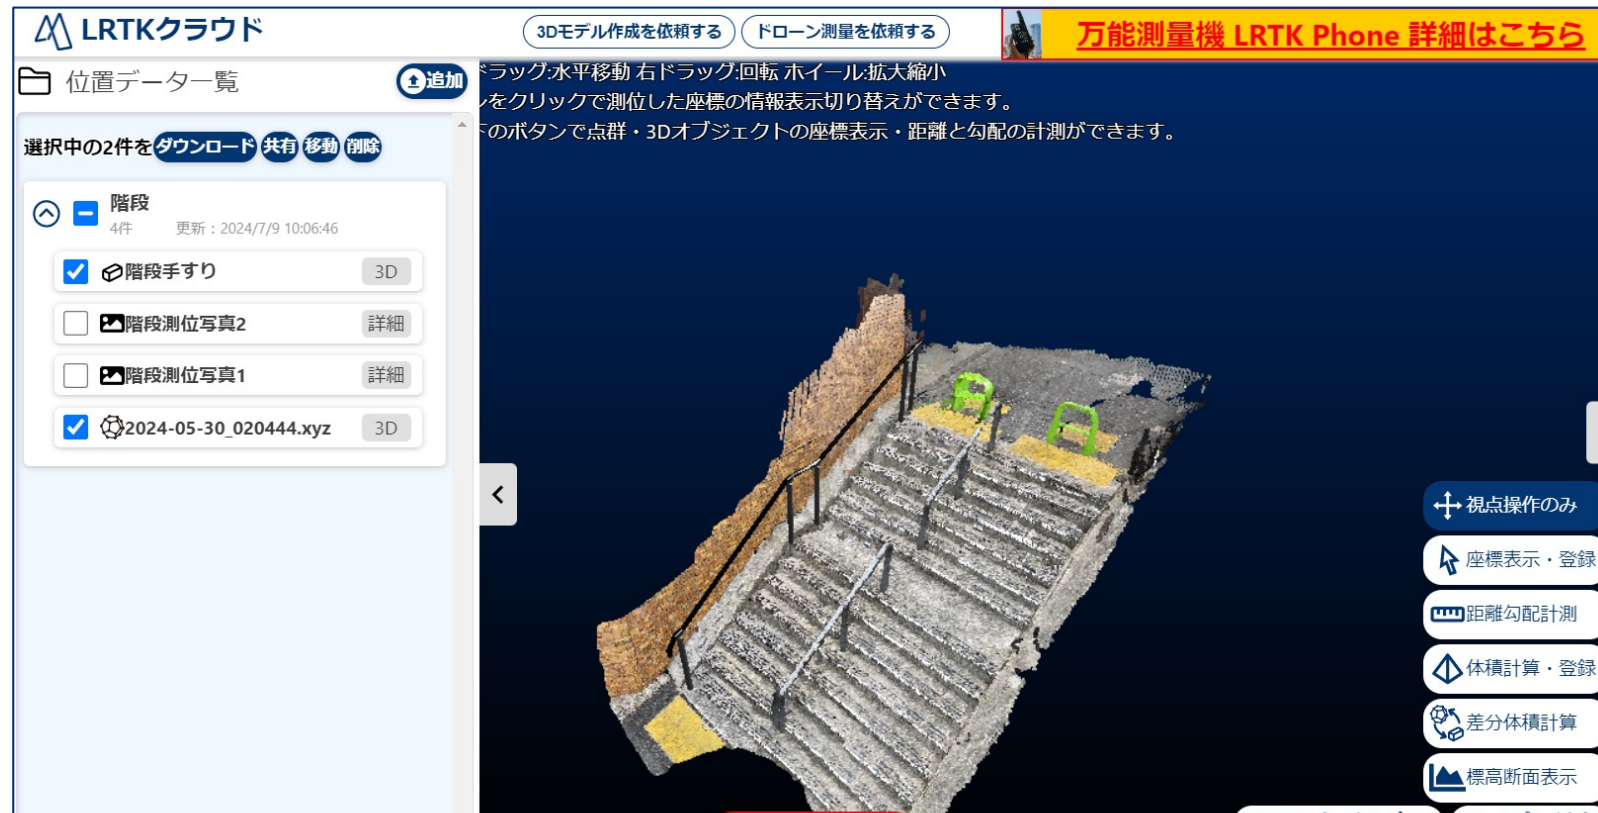 LRTKクラウド
3Dモデル作成を依頼する
ドローン測量を依頼する
万能測量機 LRTK Phone 詳細はこちら
位置データ一覧
追加
選択中の2件を ダウンロード 共有 移動 削除
階段
4件 更新：2024/7/9 10:06:46
階段手すり 3D
階段測位写真2 詳細
階段測位写真1 詳細
2024-05-30_020444.xyz 3D
ドラッグ:水平移動 右ドラッグ:回転 ホイール:拡大縮小
をクリックで測位した座標の情報表示切り替えができます。
のボタンで点群・3Dオブジェクトの座標表示・距離と勾配の計測ができます。
視点操作のみ
座標表示・登録
距離勾配計測
体積計算・登録
差分体積計算
標高断面表示